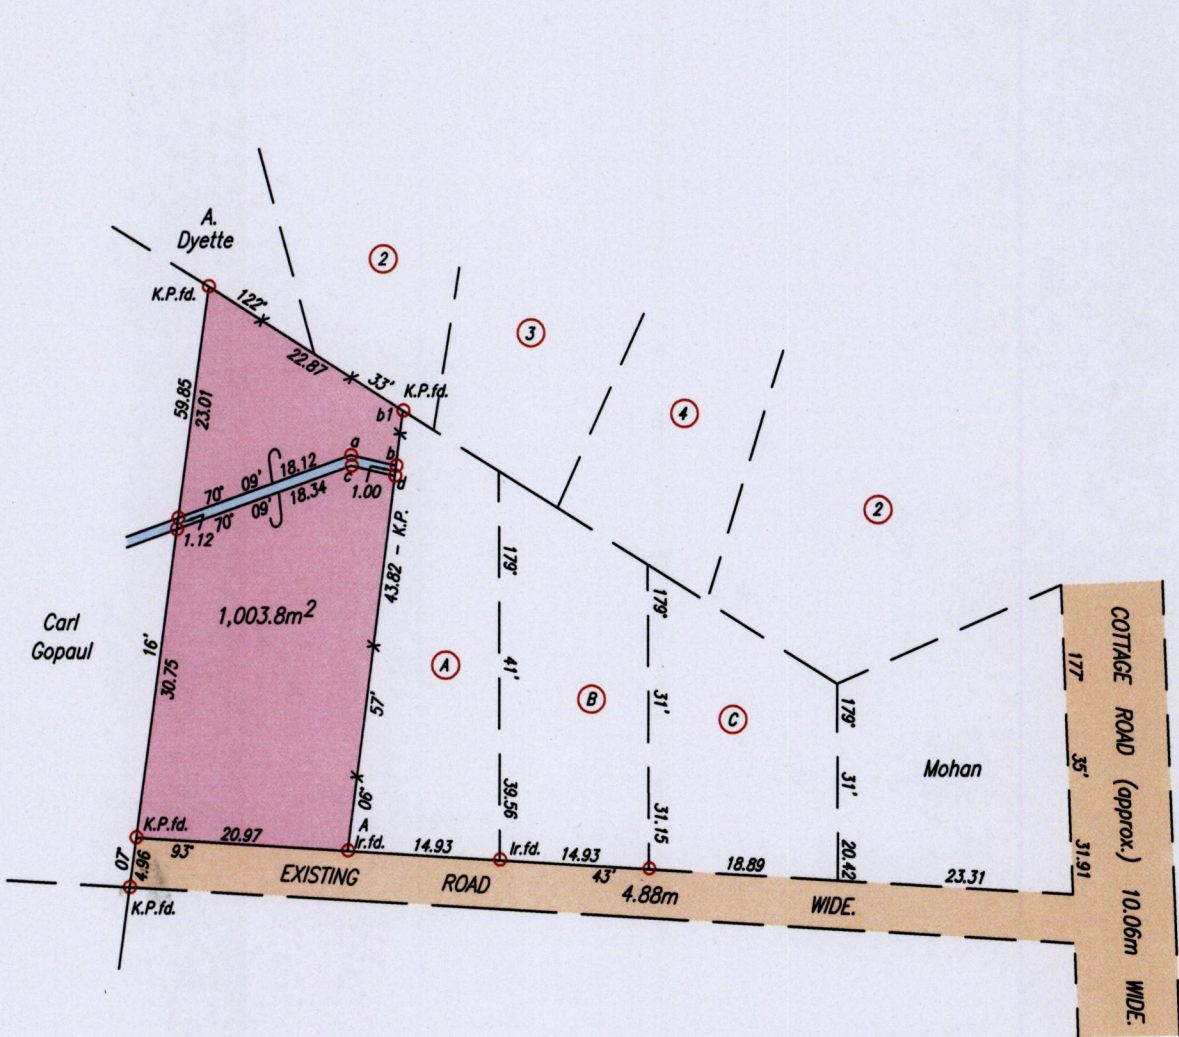 A.
Dyette
2
K.P.fd.
122°
3
22.87
33'
K.P.fd.
b1
59.85
23.01
4
a
b
c
d
70° 09' 18.12
70° 09' 18.34
1.00
1.12
2
43.82 - K.P.
179°
179°
1,003.8m2
Carl
Gopaul
16'
30.75
A
41'
B
31'
57'
C
179°
177°
COTTAGE ROAD (approx.) 10.06m WIDE.
Mohan
35'
31'
06°
39.56
31.15
K.P.fd.
A
Ir.fd.
20.97
93°
14.93
Ir.fd.
14.93
43'
18.89
20.42
23.31
31.91
07°
4.96
K.P.fd.
EXISTING ROAD 4.88m WIDE.